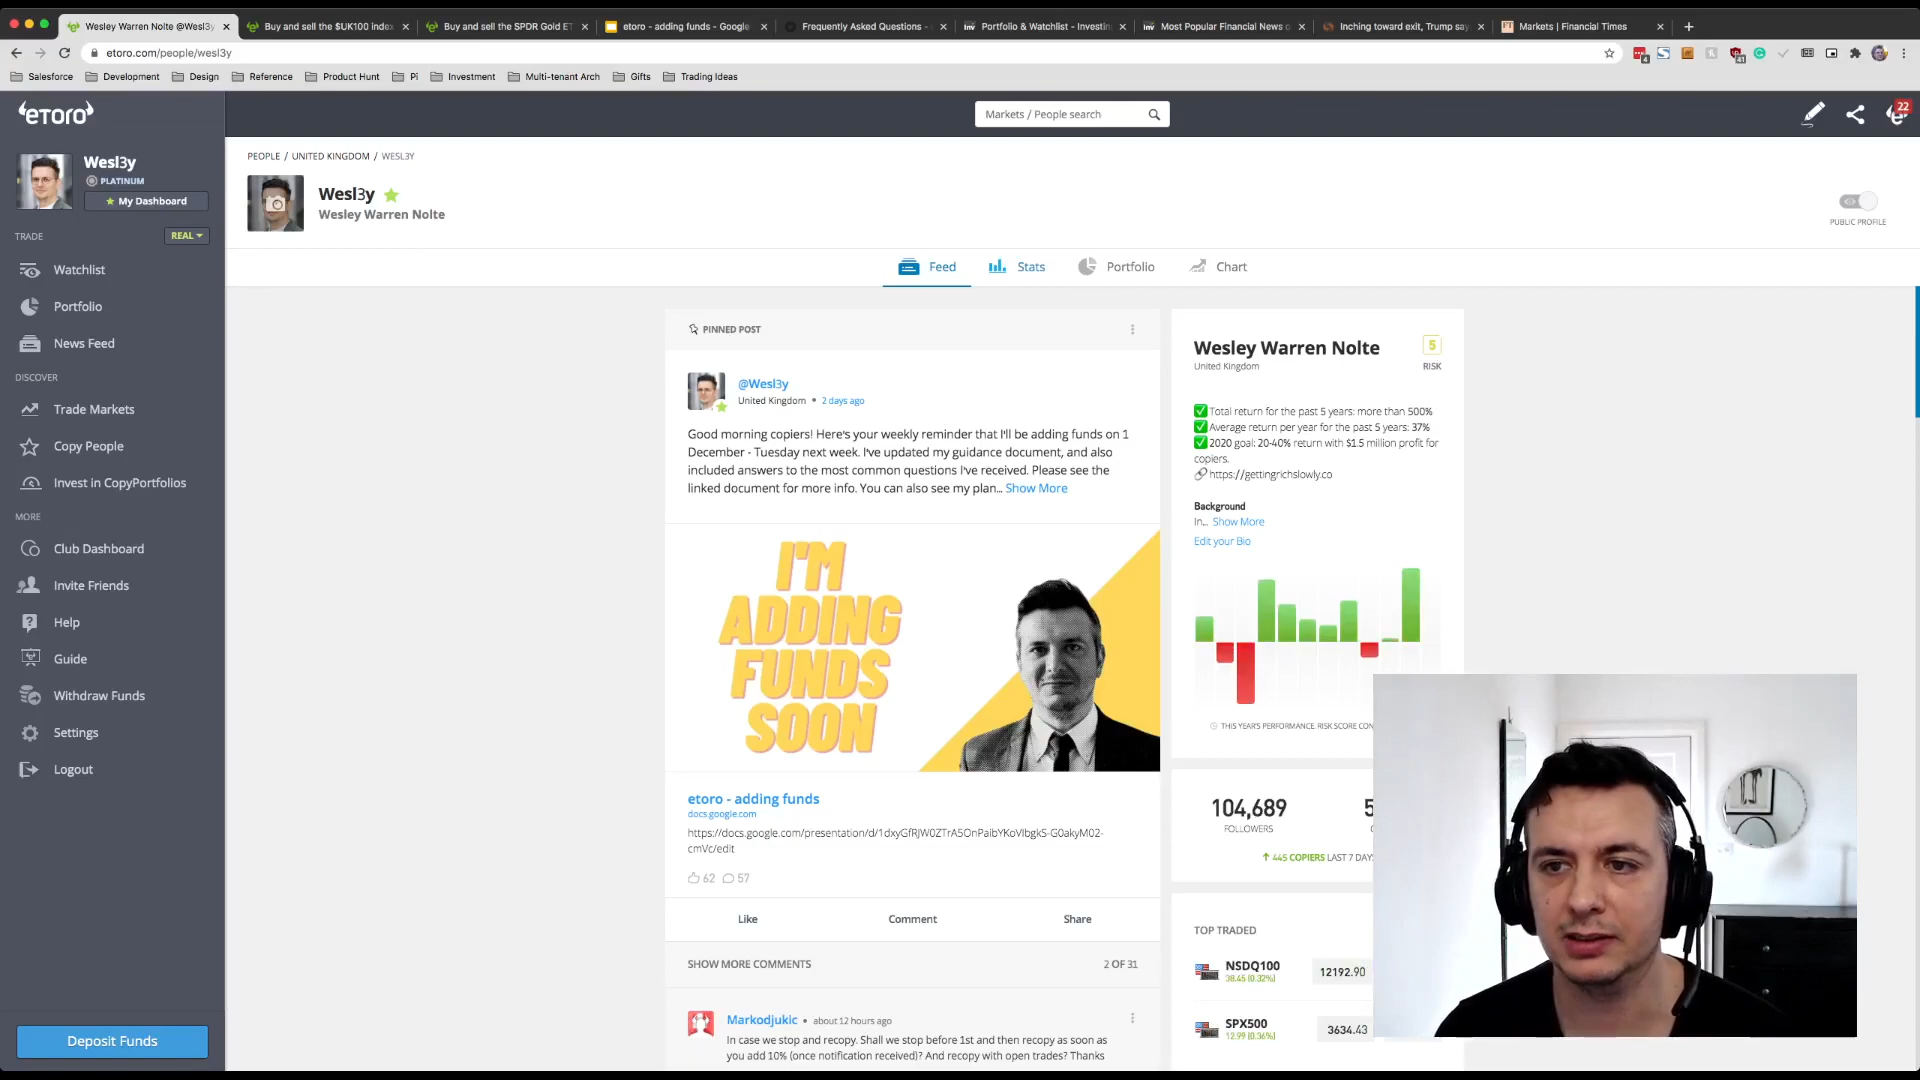 Wesley Warren Nolte @Wesl3y
Buy and sell the $UK100 index
Buy and sell the SPDR Gold ET
etoro - adding funds - Google
Frequently Asked Questions -
Portfolio & Watchlist - Investin
Most Popular Financial News o
Inching toward exit, Trump say
Markets | Financial Times
etoro.com/people/wesl3y
Salesforce
Development
Design
Reference
Product Hunt
Pi
Investment
Multi-tenant Arch
Gifts
Trading Ideas
eToro
Markets / People search
22
Wesl3y
PLATINUM
My Dashboard
TRADE
REAL
Watchlist
Portfolio
News Feed
DISCOVER
Trade Markets
Copy People
Invest in CopyPortfolios
MORE
Club Dashboard
Invite Friends
Help
Guide
Withdraw Funds
Settings
Logout
Deposit Funds
PEOPLE / UNITED KINGDOM / WESL3Y
Wesl3y
Wesley Warren Nolte
PUBLIC PROFILE
Feed
Stats
Portfolio
Chart
PINNED POST
@Wesl3y
United Kingdom • 2 days ago
Good morning copiers! Here's your weekly reminder that I'll be adding funds on 1
December - Tuesday next week. I've updated my guidance document, and also
included answers to the most common questions I've received. Please see the
linked document for more info. You can also see my plan... Show More
I'M
ADDING
FUNDS
SOON
etoro - adding funds
docs.google.com
https://docs.google.com/presentation/d/1dxyGfRJW0ZTrA5OnPaibYKoVIbgkS-G0akyM02-
cmVc/edit
62
57
Like
Comment
Share
SHOW MORE COMMENTS
2 OF 31
Markodjukic • about 12 hours ago
In case we stop and recopy. Shall we stop before 1st and then recopy as soon as
you add 10% (once notification received)? And recopy with open trades? Thanks
Wesley Warren Nolte
5
United Kingdom
RISK
Total return for the past 5 years: more than 500%
Average return per year for the past 5 years: 37%
2020 goal: 20-40% return with $1.5 million profit for
copiers.
https://gettingrichslowly.co
Background
In... Show More
Edit your Bio
THIS YEAR'S PERFORMANCE. RISK SCORE CON
104,689
5
FOLLOWERS
445 COPIERS LAST 7 DAYS
TOP TRADED
NSDQ100
12192.90
38.45 (0.32%)
SPX500
3634.43
12.99 (0.36%)